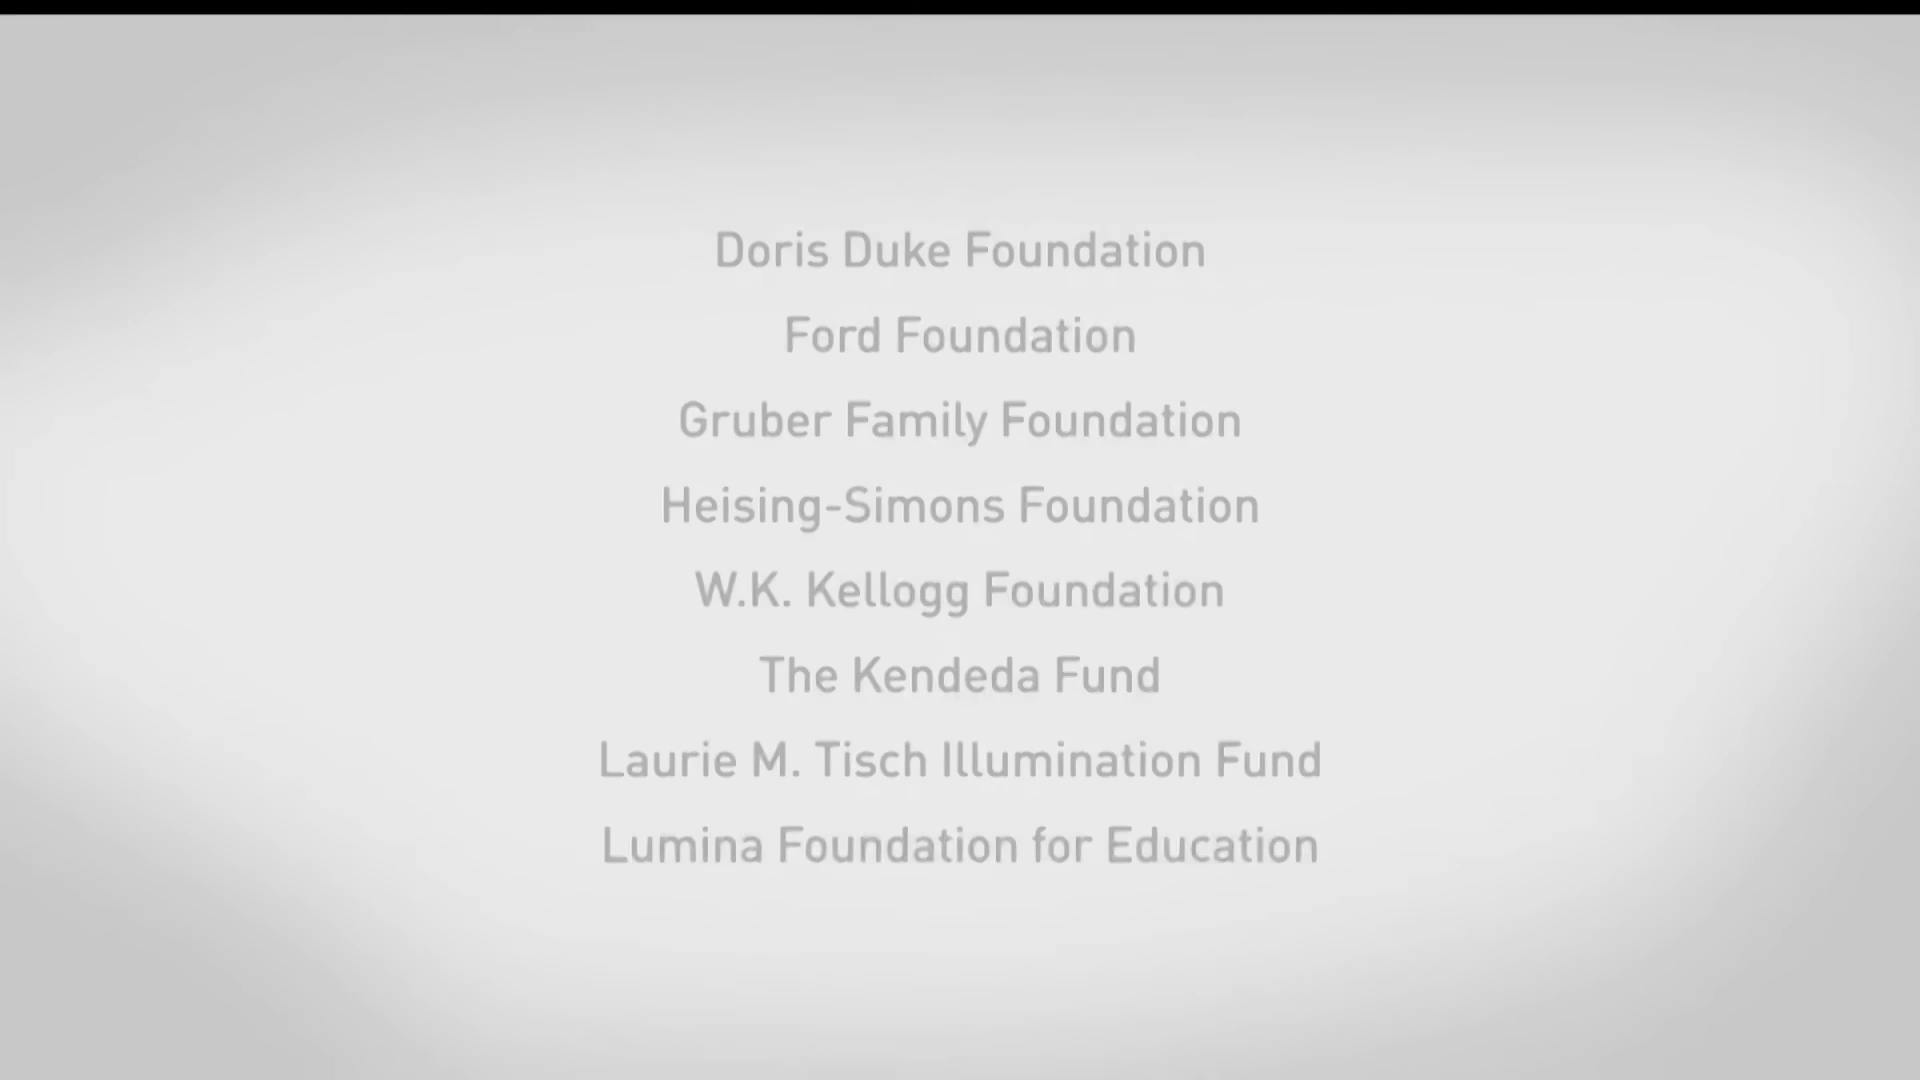 Doris Duke Foundation
Ford Foundation
Gruber Family Foundation
Heising-Simons Foundation
W.K. Kellogg Foundation
The Kendeda Fund
Laurie M. Tisch Illumination Fund
Lumina Foundation for Education